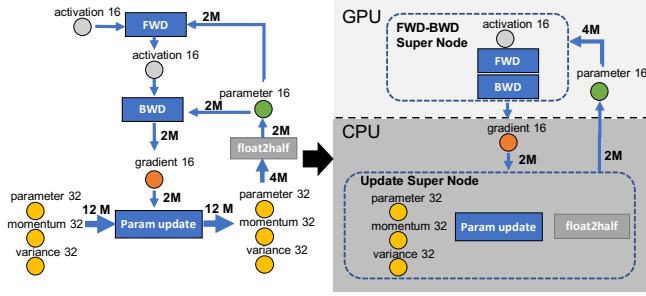 activation 16
FWD
2M
activation 16
BWD
2M
parameter 16
2M
2M
float2half
gradient 16
4M
2M
parameter 32
12 M
momentum 32
variance 32
Param update
12 M
parameter 32
momentum 32
variance 32
GPU
FWD-BWD
Super Node
activation 16
FWD
BWD
4M
parameter 16
CPU
gradient 16
2M
2M
Update Super Node
parameter 32
momentum 32
variance 32
Param update
float2half